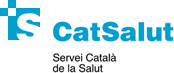 S CatSalut
Servei Català
de la Salut